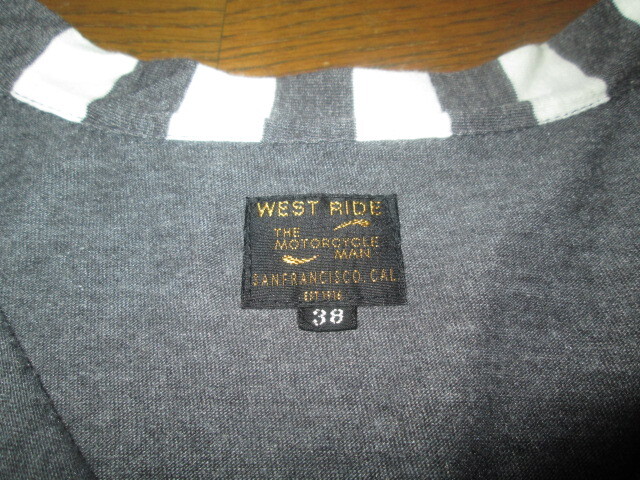 WEST RIDE
THE
MOTORCYCLE
MAN
SANFRANCISCO, CAL
EST 1916
38